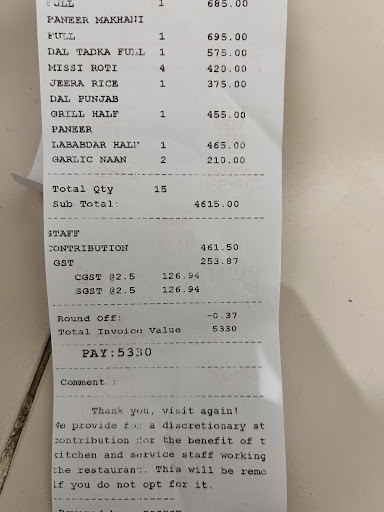 FULL 1 685.00
PANEER MAKHANI
FULL 1 695.00
DAL TADKA FULL 1 575.00
MISSI ROTI 4 420.00
JEERA RICE 1 375.00
DAL PUNJAB
GRILL HALF 1 455.00
PANEER
LABABDAR HALF 1 465.00
GARLIC NAAN 2 210.00
Total Qty 15
Sub Total: 4615.00
STAFF
CONTRIBUTION 461.50
GST 253.87
CGST @2.5 126.94
SGST @2.5 126.94
Round Off: -0.37
Total Invoice Value 5330
PAY:5330
Comment :
Thank you, visit again!
We provide for a discretionary st
contribution for the benefit of t
kitchen and service staff working
the restaurant. This will be remo
if you do not opt for it.